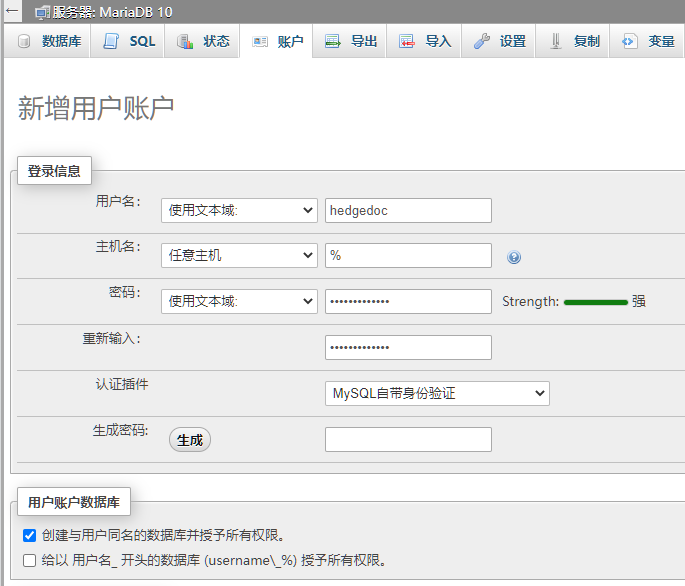 服务器: MariaDB 10
数据库 SQL 状态 账户 导出 导入 设置 复制 变量
新增用户账户
登录信息
用户名： 使用文本域: hedgedoc
主机名： 任意主机 %
密码： 使用文本域: ••••••••••••• Strength: 强
重新输入： •••••••••••••
认证插件 MySQL自带身份验证
生成密码: 生成
用户账户数据库
创建与用户同名的数据库并授予所有权限。
给以 用户名_ 开头的数据库 (username\_%) 授予所有权限。